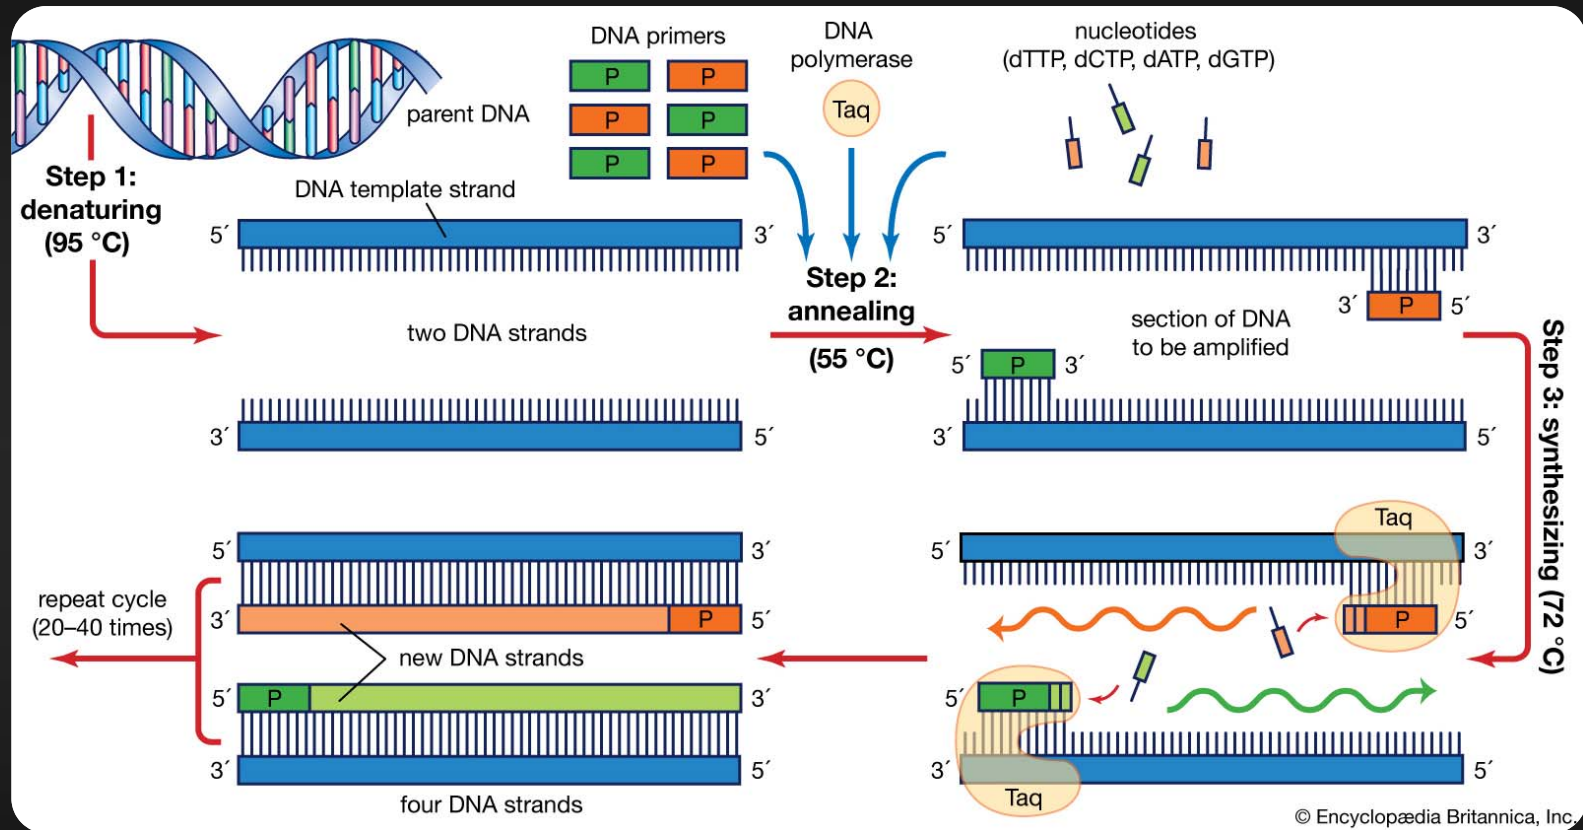 DNA primers
P
P
P
P
P
P
DNA
polymerase
Taq
nucleotides
(dTTP, dCTP, dATP, dGTP)
parent DNA
Step 1:
denaturing
(95 °C)
DNA template strand
5´
3´
two DNA strands
3´
5´
Step 2:
annealing
(55 °C)
5´
3´
3´
P
5´
section of DNA
to be amplified
5´
P
3´
3´
5´
Step 3: synthesizing (72 °C)
Taq
5´
3´
P
5´
5´
P
3´
5´
Taq
5´
3´
3´
P
5´
new DNA strands
5´
P
3´
3´
5´
four DNA strands
repeat cycle
(20–40 times)
© Encyclopædia Britannica, Inc.